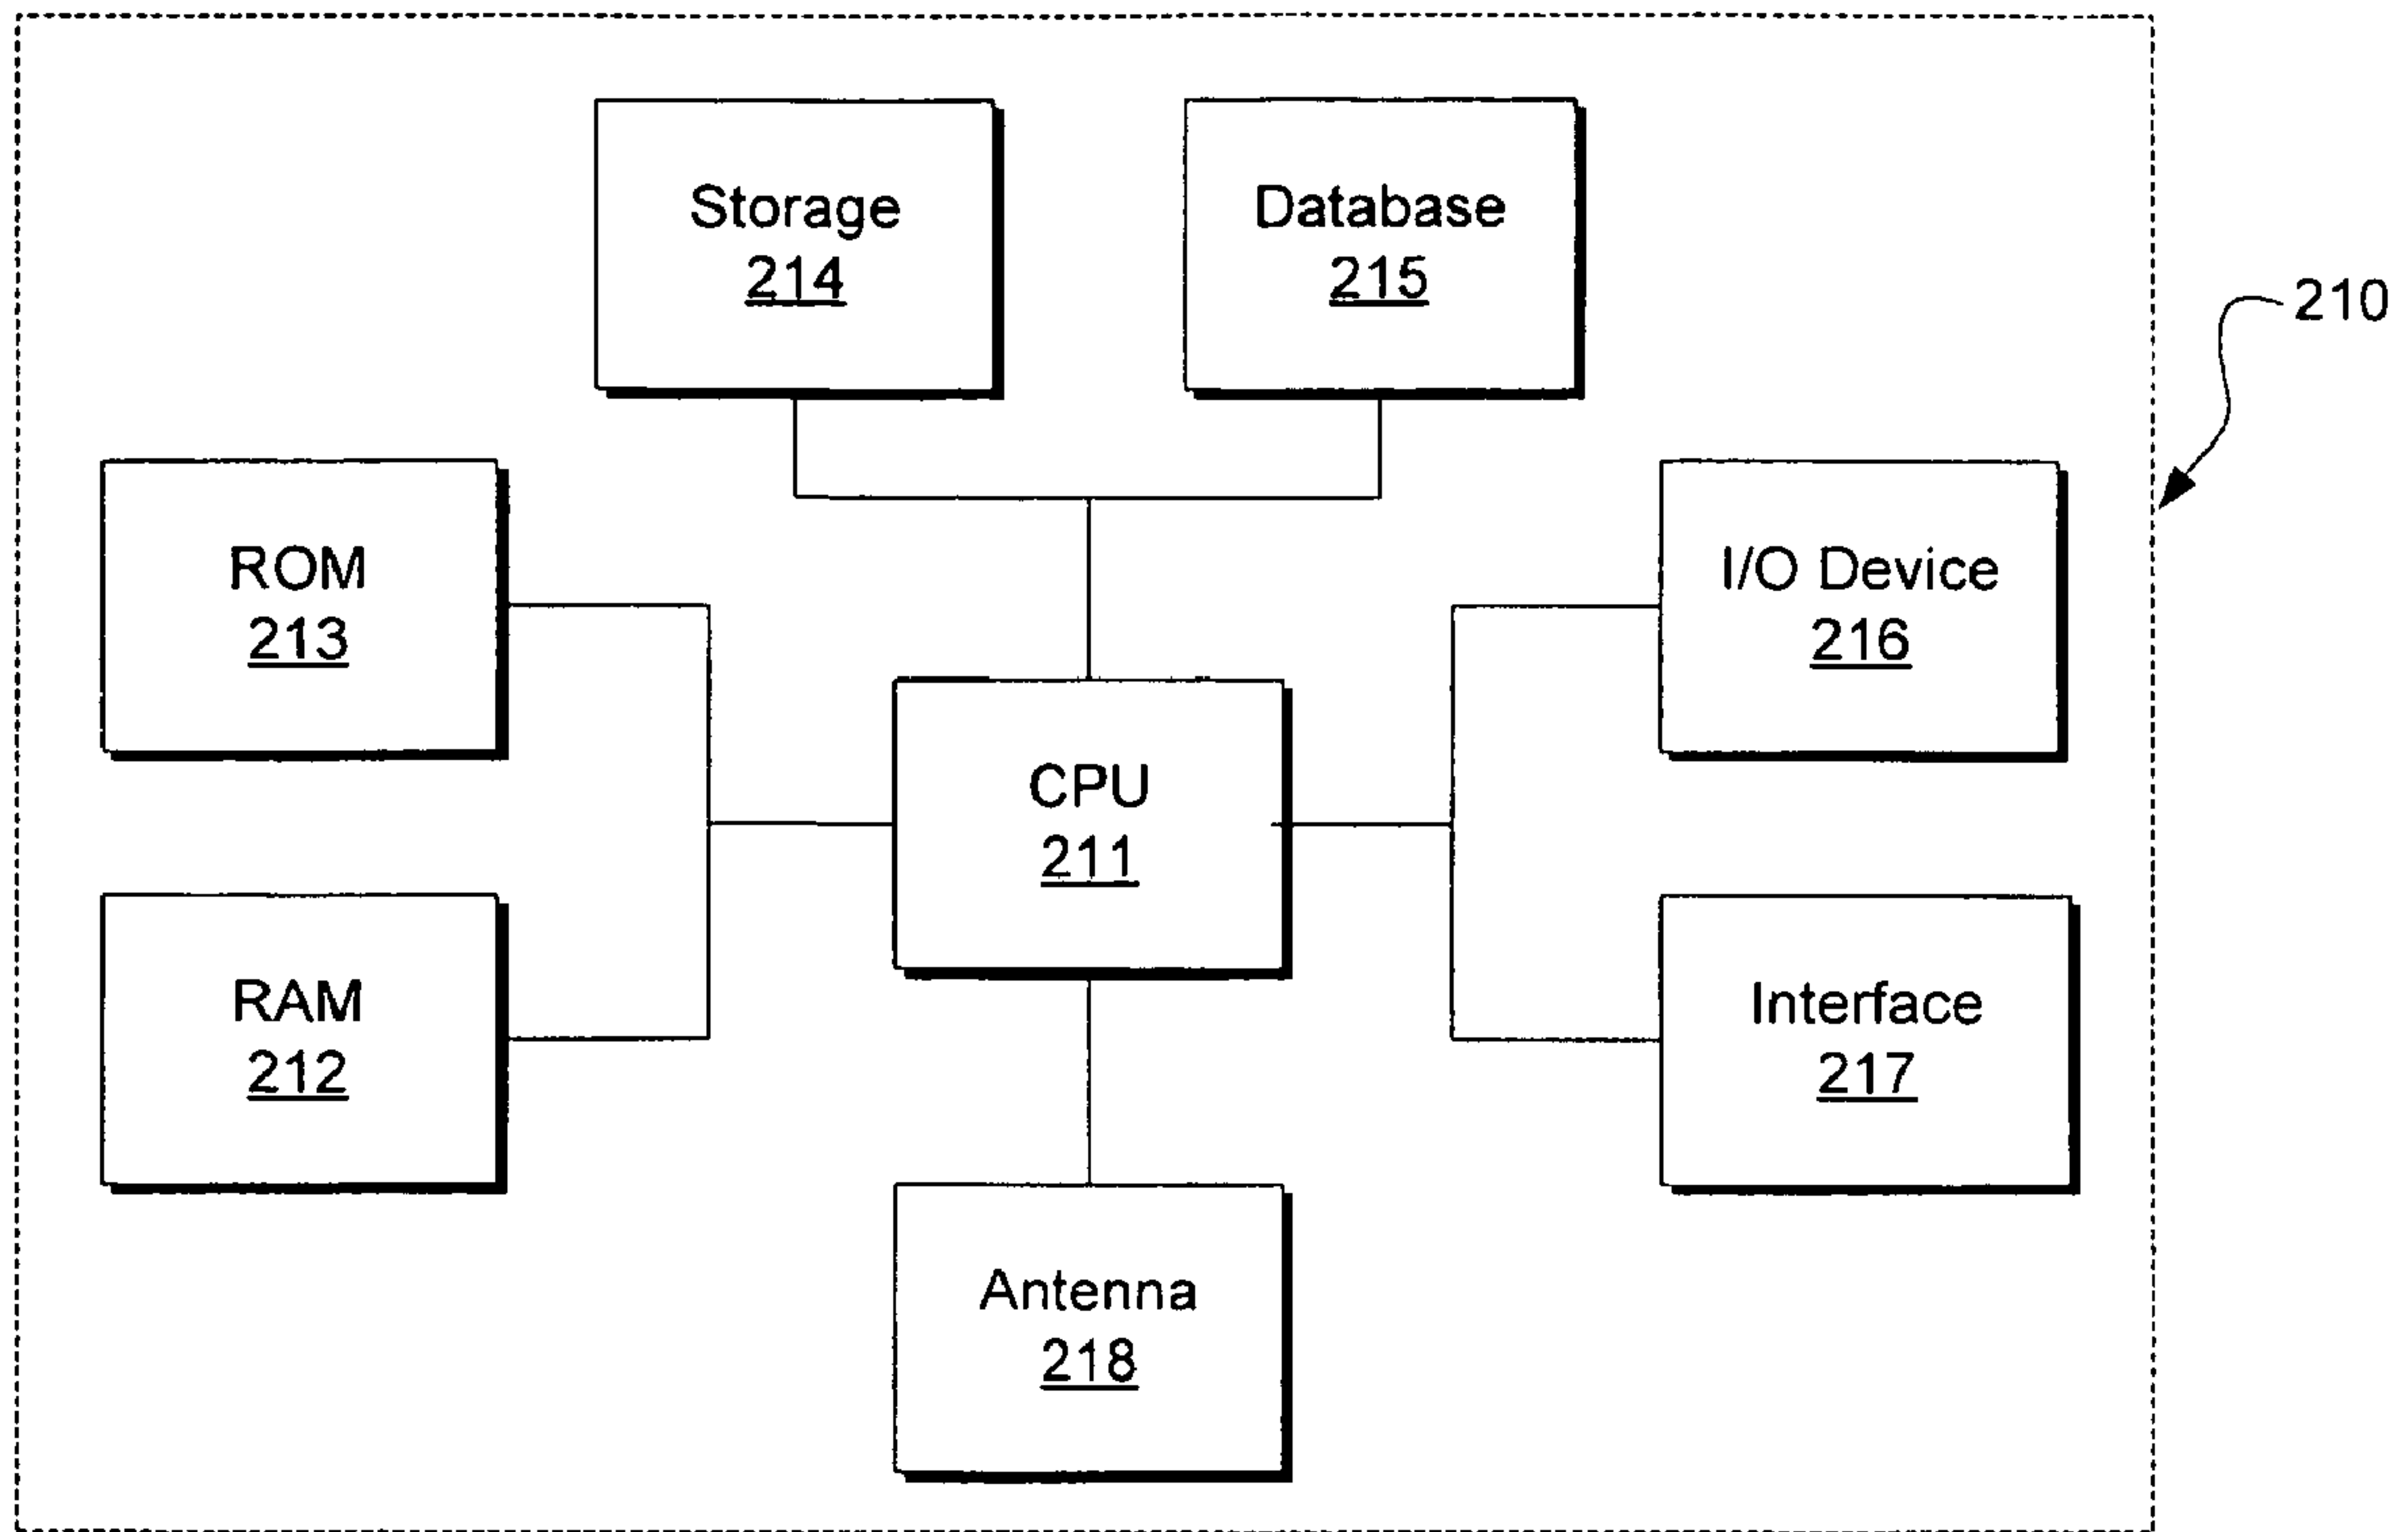 Storage
214
Database
215
210
ROM
213
I/O Device
216
CPU
211
RAM
212
Interface
217
Antenna
218